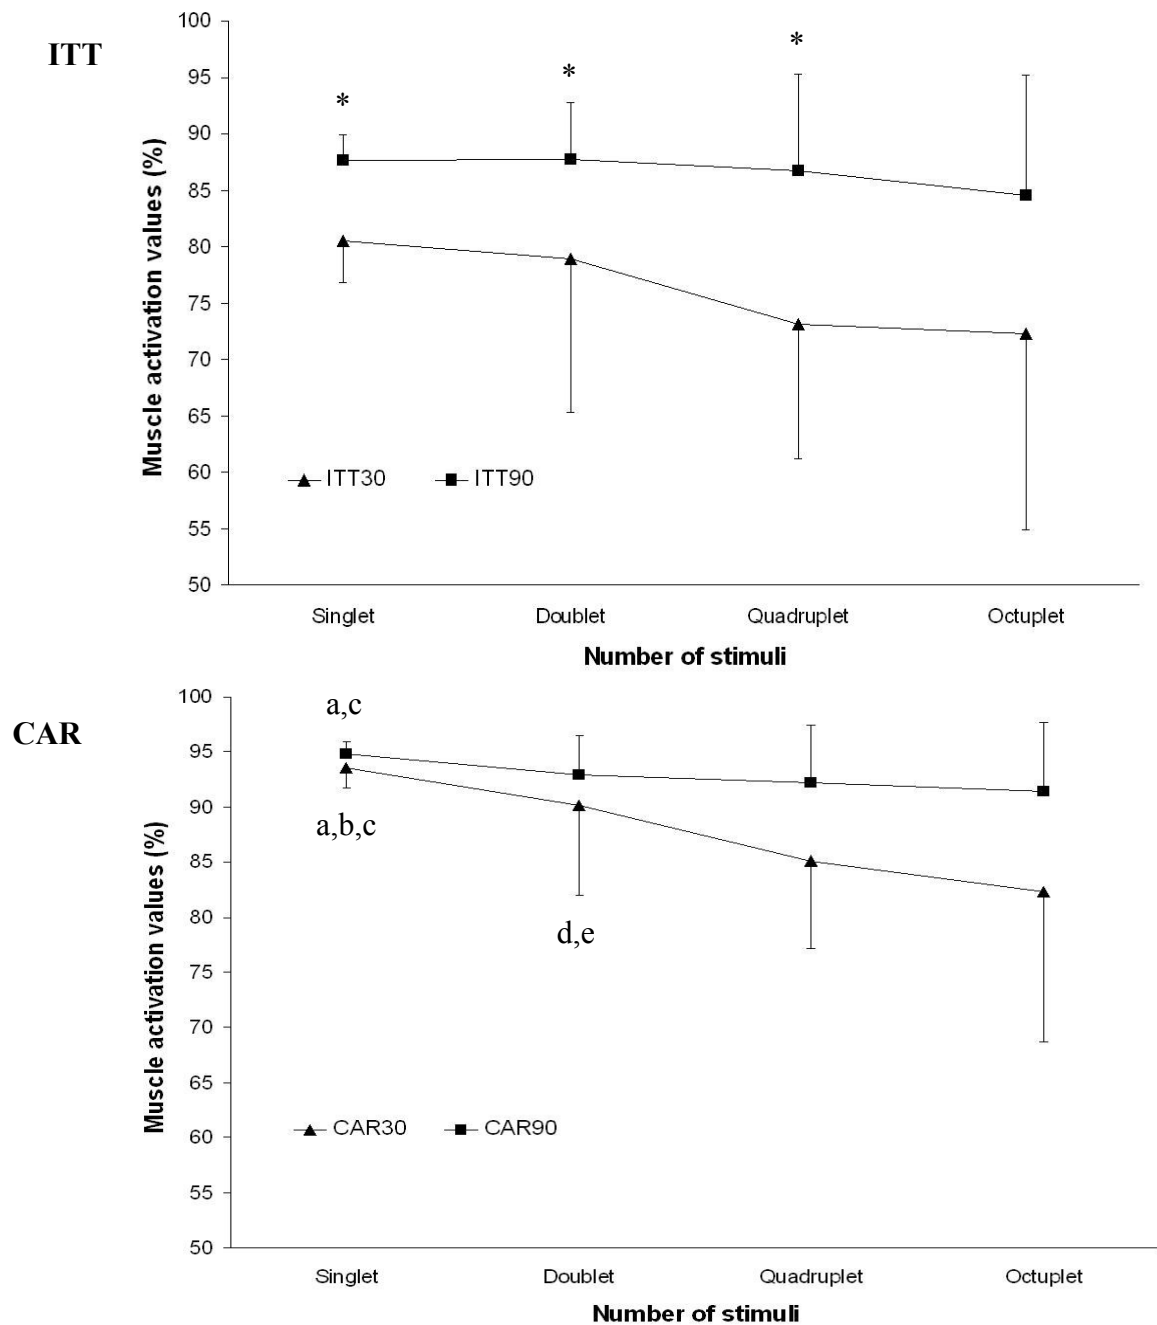 ITT
Muscle activation values (%)
100
95
90
85
80
75
70
65
60
55
50
*
*
*
ITT30 ITT90
Singlet Doublet Quadruplet Octuplet
Number of stimuli
CAR
Muscle activation values (%)
100
95
90
85
80
75
70
65
60
55
50
a,c
a,b,c
d,e
CAR30 CAR90
Singlet Doublet Quadruplet Octuplet
Number of stimuli